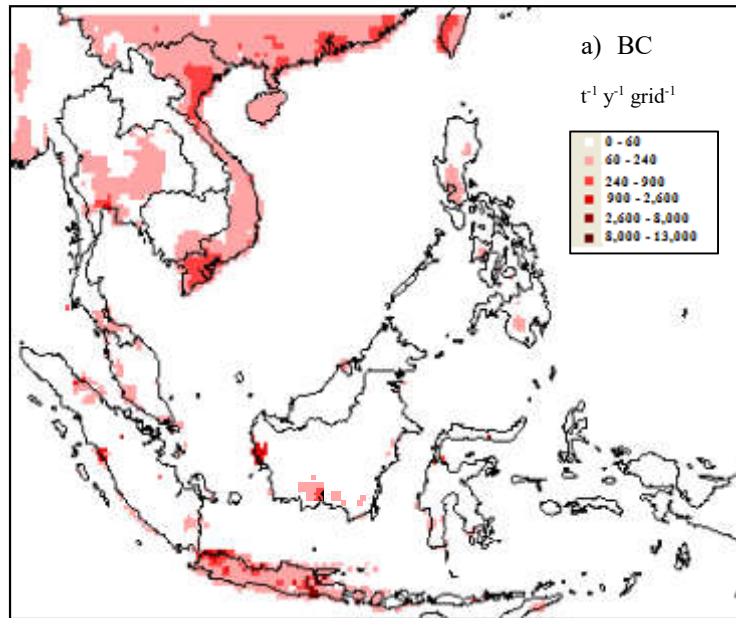 a) BC
t⁻¹ y⁻¹ grid⁻¹
0 - 60
60 - 240
240 - 900
900 - 2,600
2,600 - 8,000
8,000 - 13,000